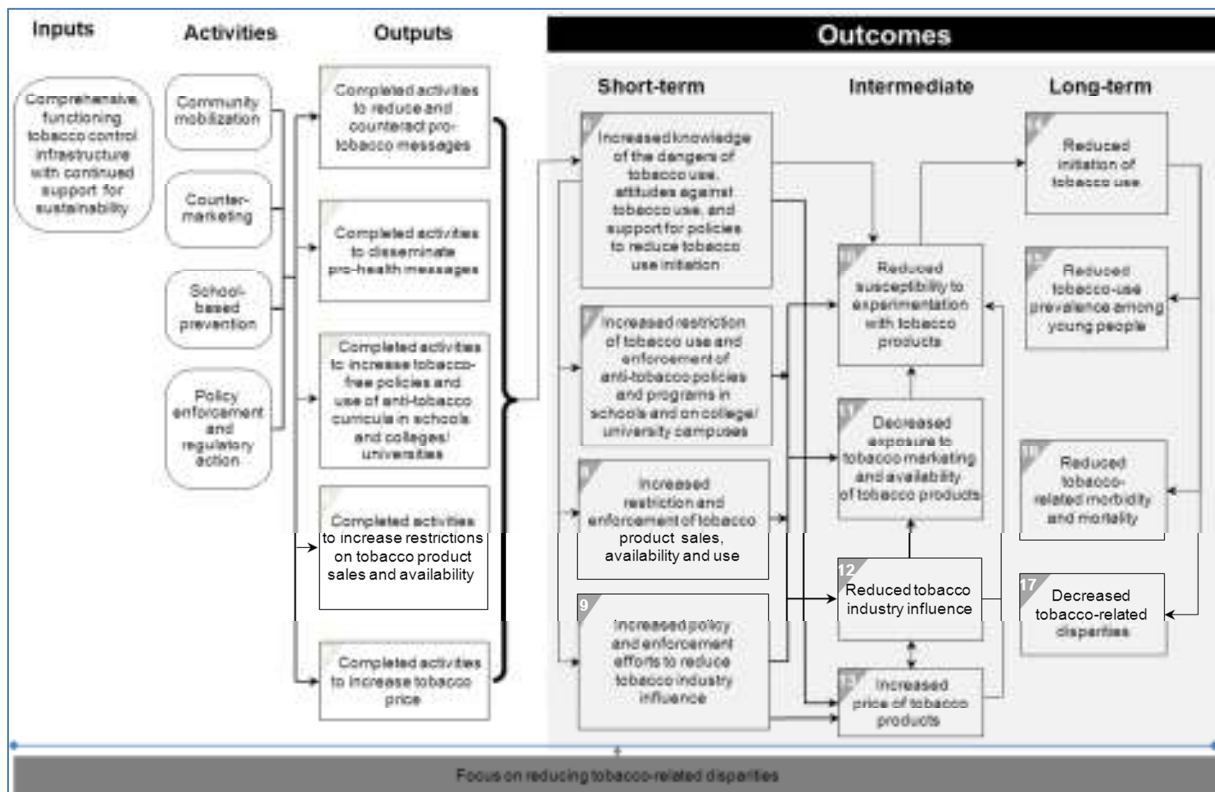 Inputs
Activities
Outputs
Outcomes
Short-term
Intermediate
Long-term
Comprehensive,
functioning
tobacco control
infrastructure
with continued
support for
sustainability
Community
mobilization
Counter-
marketing
School-
based
prevention
Policy
enforcement
and
regulatory
action
Completed activities
to reduce and
counteract pro-
tobacco messages
Completed activities
to disseminate
pro-health messages
Completed activities
to increase tobacco-
free policies and
use of anti-tobacco
curricula in schools
and colleges/
universities
Completed activities
to increase restrictions
on tobacco product
sales and availability
Completed activities
to increase tobacco
price
Increased knowledge
of the dangers of
tobacco use,
attitudes against
tobacco use, and
support for policies
to reduce tobacco
use initiation
Increased restriction
of tobacco use and
enforcement of
anti-tobacco policies
and programs in
schools and on college/
university campuses
Increased
restriction and
enforcement of tobacco
product sales,
availability and use
9
Increased policy
and enforcement
efforts to reduce
tobacco industry
influence
10
Reduced
susceptibility to
experimentation
with tobacco
products
11
Decreased
exposure to
tobacco marketing
and availability
of tobacco products
12
Reduced tobacco
industry influence
13
Increased
price of tobacco
products
14
Reduced
initiation of
tobacco use
Reduced
tobacco-use
prevalence among
young people
Reduced
tobacco-
related morbidity
and mortality
17
Decreased
tobacco-related
disparities
Focus on reducing tobacco-related disparities